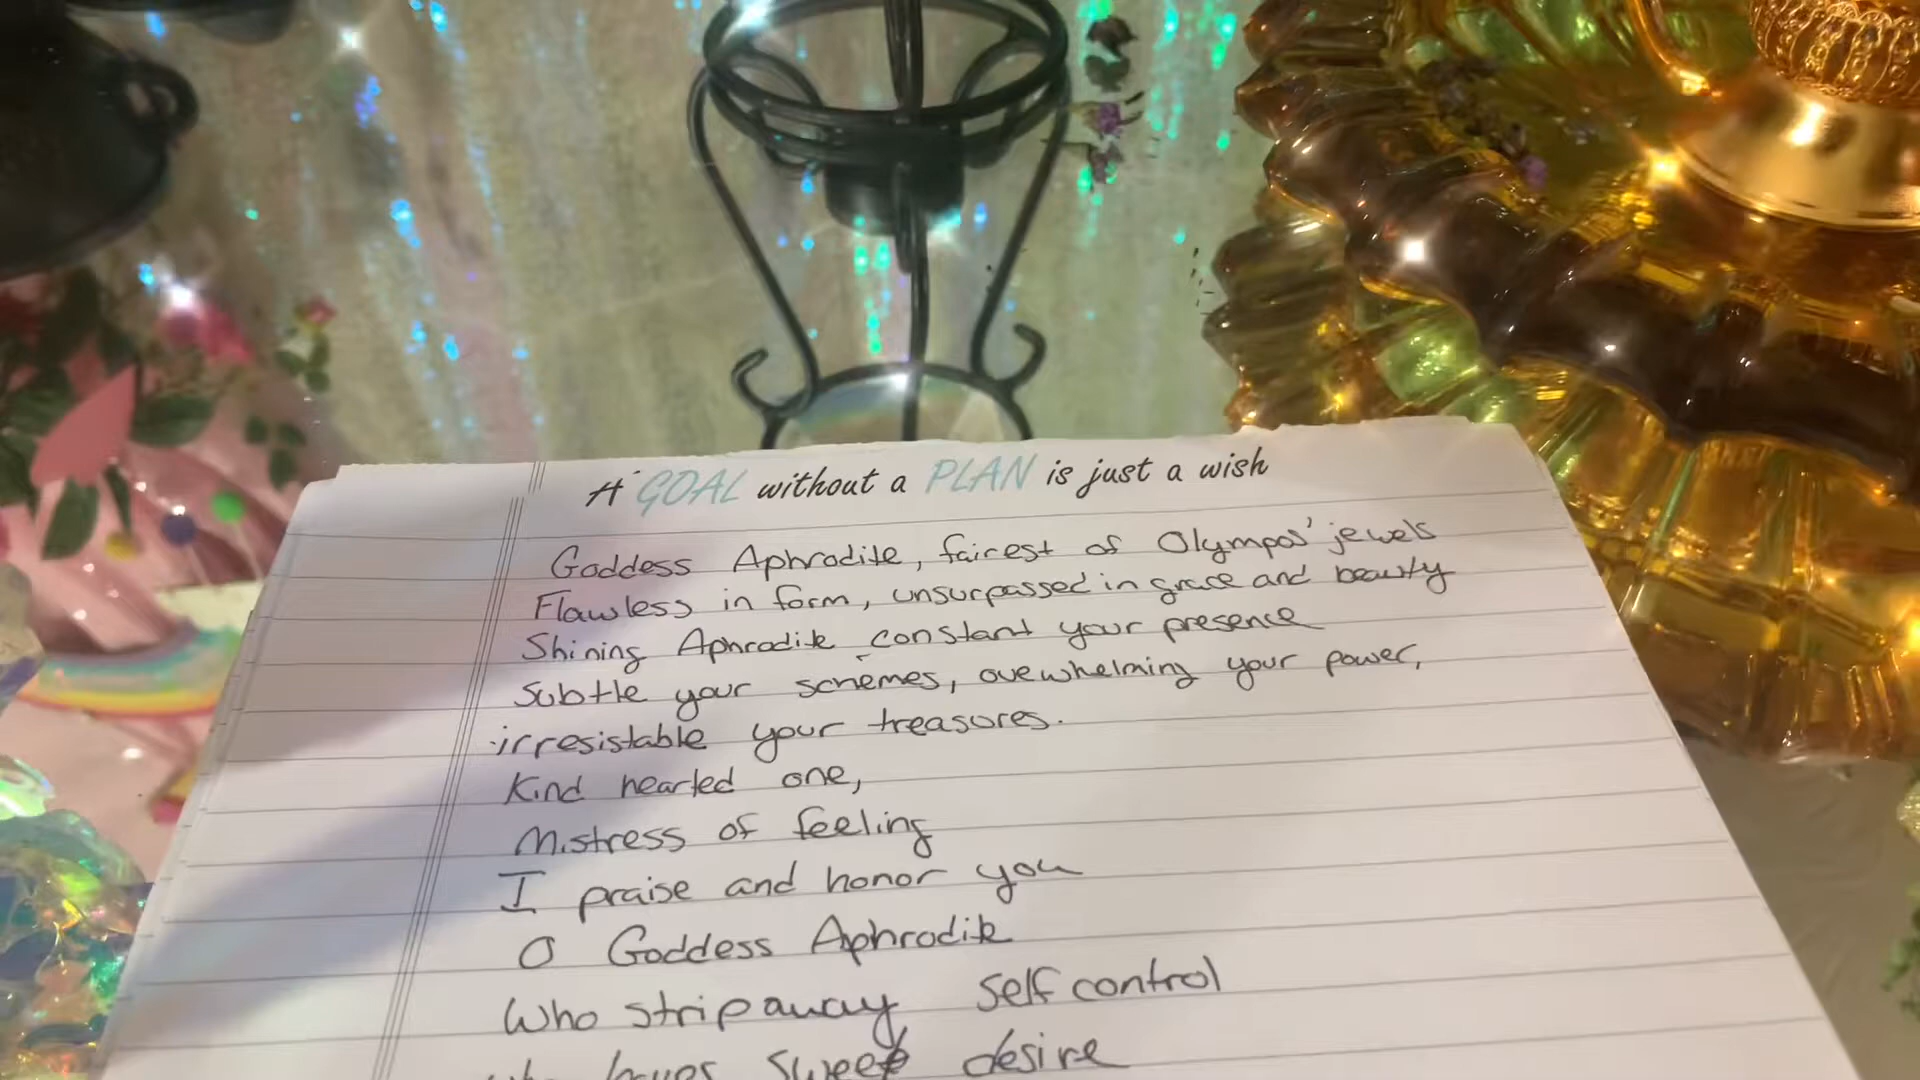 A GOAL without a PLAN is just a wish
Goddess Aphrodite, fairest of Olympos' jewels
Flawless in form, unsurpassed in grace and beauty
Shining Aphrodite constant your presence
Subtle your schemes, overwhelming your power,
irresistable your treasures.
Kind hearted one,
Mistress of feeling
I praise and honor you
O Goddess Aphrodite
Who strip away self control
desire